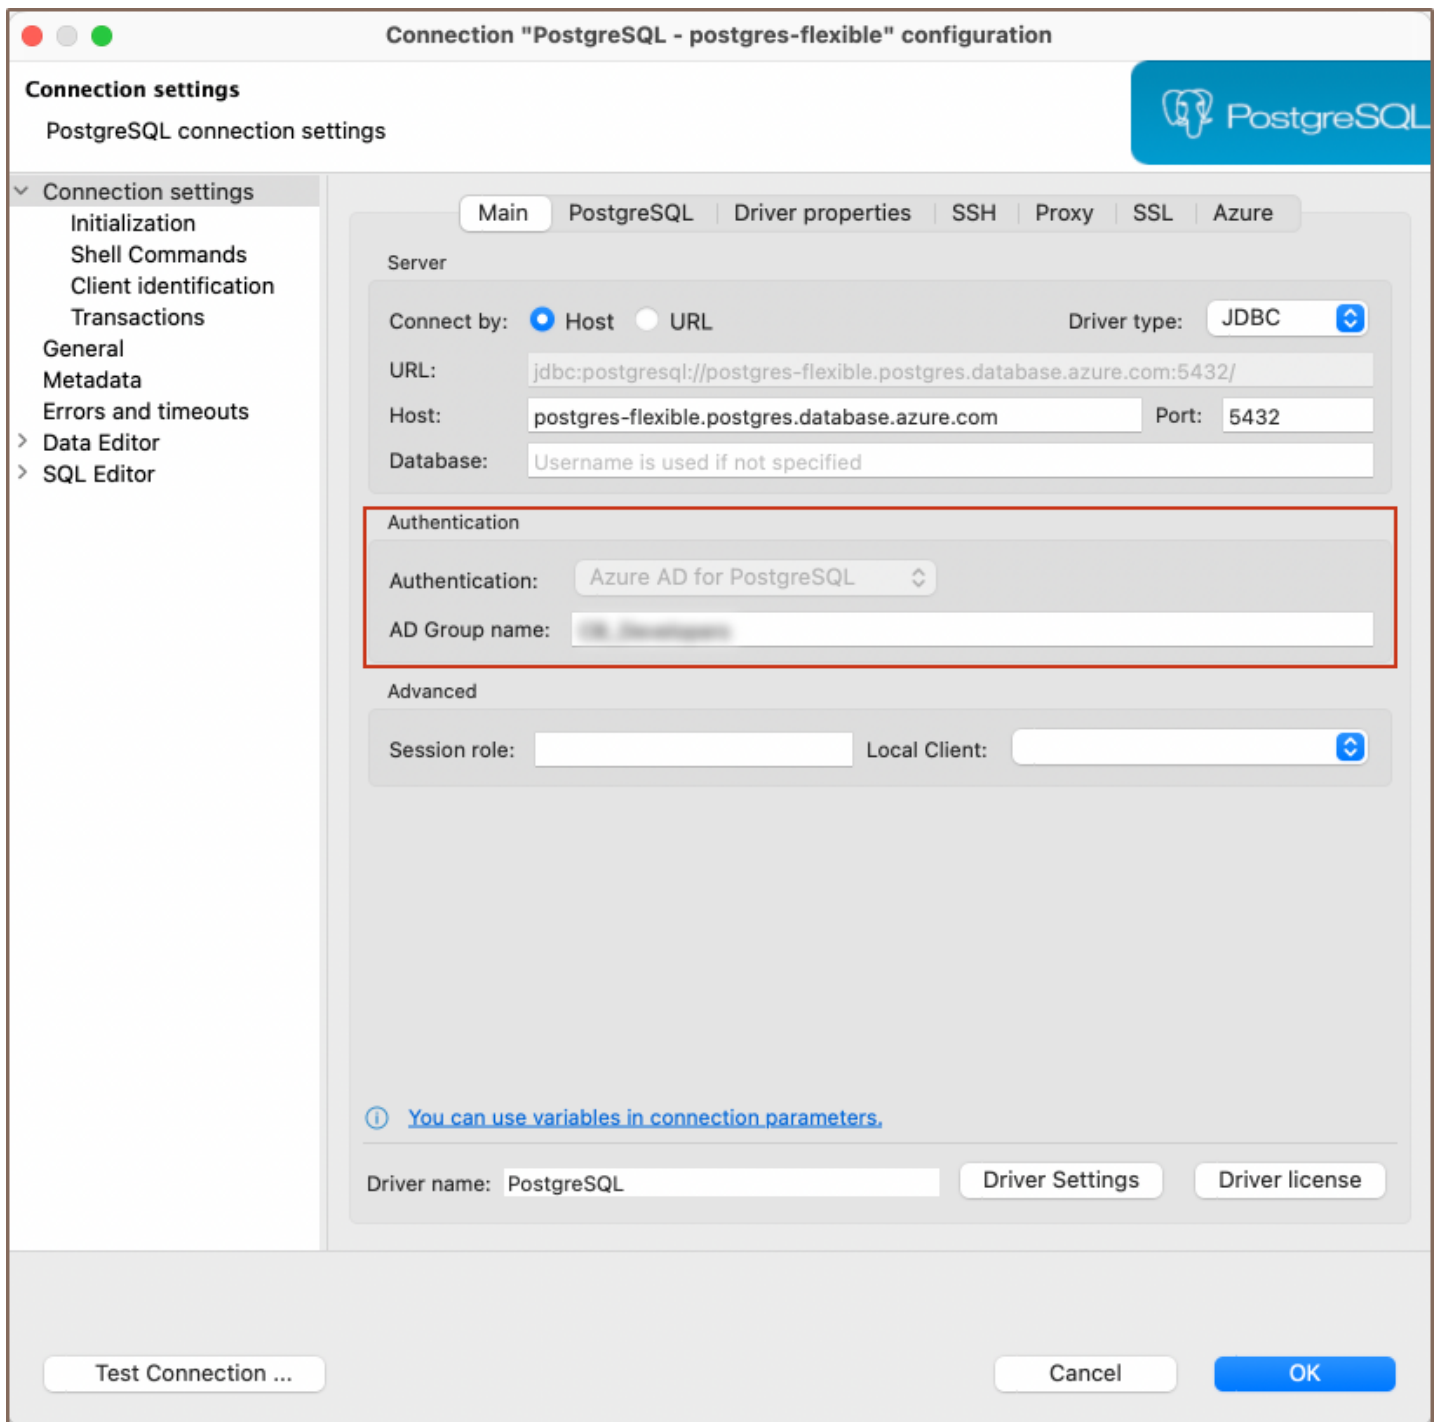 Connection "PostgreSQL - postgres-flexible" configuration
Connection settings
PostgreSQL connection settings
PostgreSQL
Connection settings
Initialization
Shell Commands
Client identification
Transactions
General
Metadata
Errors and timeouts
Data Editor
SQL Editor
Main PostgreSQL Driver properties SSH Proxy SSL Azure
Server
Connect by: Host URL Driver type: JDBC
URL: jdbc:postgresql://postgres-flexible.postgres.database.azure.com:5432/
Host: postgres-flexible.postgres.database.azure.com Port: 5432
Database: Username is used if not specified
Authentication
Authentication: Azure AD for PostgreSQL
AD Group name:
Advanced
Session role: Local Client:
You can use variables in connection parameters.
Driver name: PostgreSQL Driver Settings Driver license
Test Connection ... Cancel OK